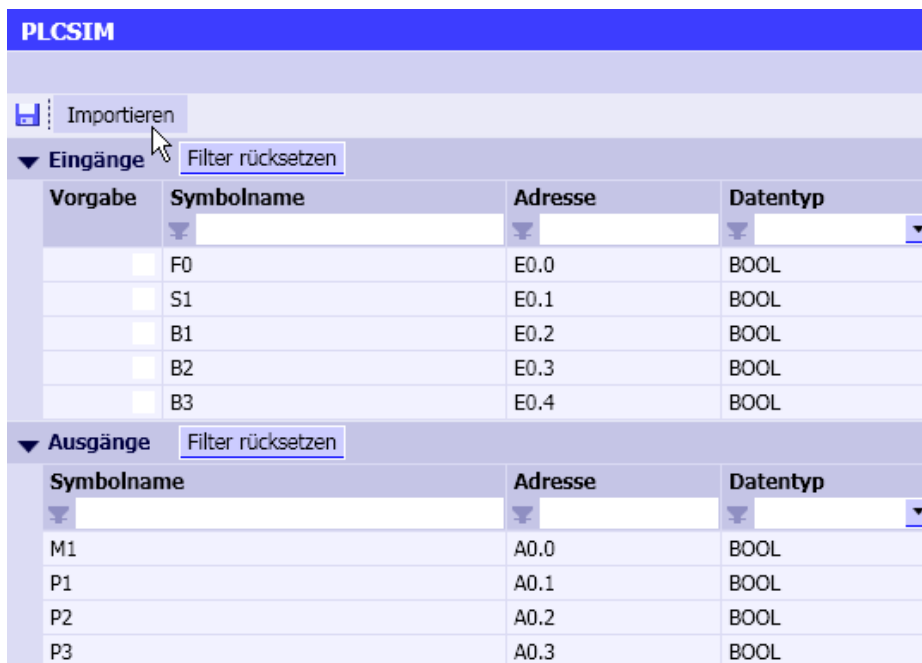 PLCSIM
Importieren
Eingänge Filter rücksetzen
Vorgabe Symbolname Adresse Datentyp
F0 E0.0 BOOL
S1 E0.1 BOOL
B1 E0.2 BOOL
B2 E0.3 BOOL
B3 E0.4 BOOL
Ausgänge Filter rücksetzen
Symbolname Adresse Datentyp
M1 A0.0 BOOL
P1 A0.1 BOOL
P2 A0.2 BOOL
P3 A0.3 BOOL